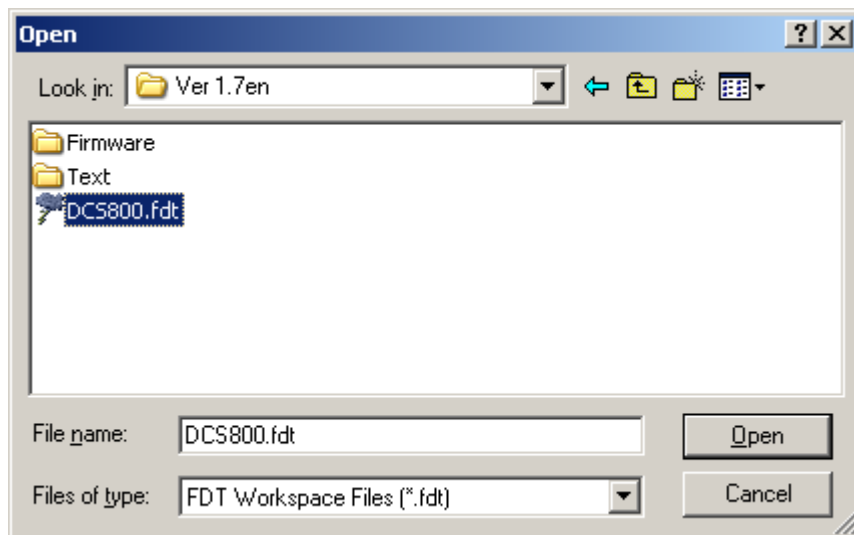 Open
Look in: Ver 1.7en
Firmware
Text
DCS800.fdt
File name: DCS800.fdt Open
Files of type: FDT Workspace Files (*.fdt) Cancel